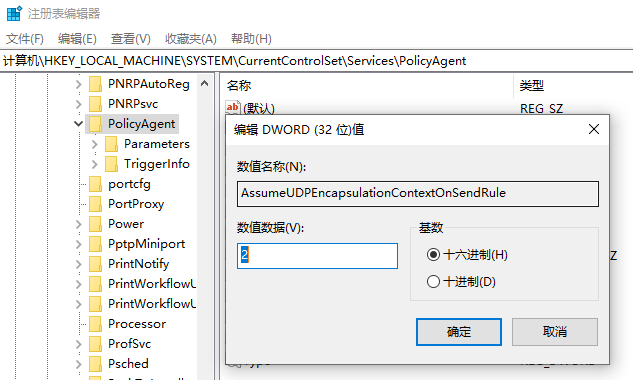 注册表编辑器
文件(F) 编辑(E) 查看(V) 收藏夹(A) 帮助(H)
计算机\HKEY_LOCAL_MACHINE\SYSTEM\CurrentControlSet\Services\PolicyAgent
PNRPAutoReg
PNRPsvc
PolicyAgent
Parameters
TriggerInfo
portcfg
PortProxy
Power
PptpMiniport
PrintNotify
PrintWorkflowU
PrintWorkflowU
Processor
ProfSvc
Psched
名称 类型
ab (默认) REG_SZ
编辑 DWORD (32 位)值
数值名称(N):
AssumeUDPEncapsulationContextOnSendRule
数值数据(V):
2
基数
十六进制(H)
十进制(D)
确定 取消
Z